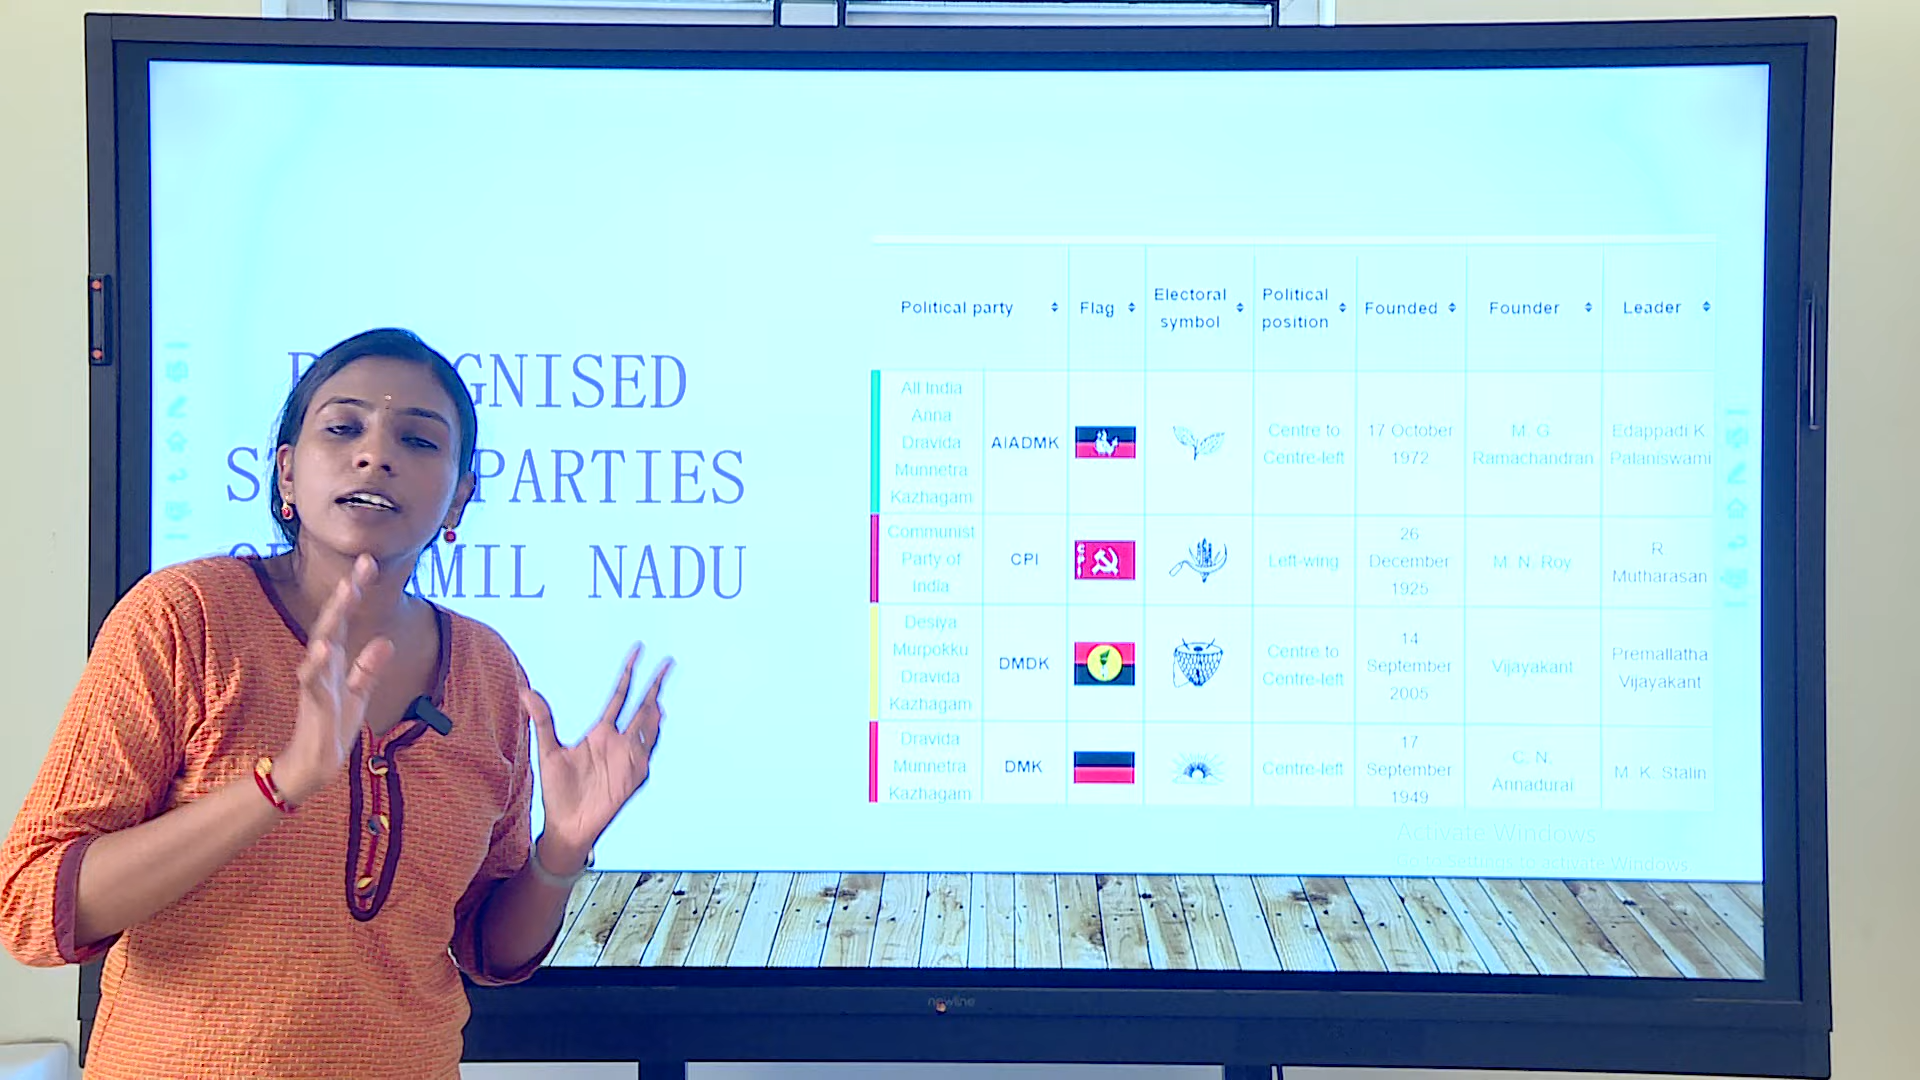 GNISED
PARTIES
MIL NADU
Political party
Flag
Electoral
symbol
Political
position
Founded
Founder
Leader
All India
Anna
Dravida
Munnetra
Kazhagam
AIADMK
Centre to
Centre-left
17 October
1972
M. G.
Ramachandran
Edappadi K.
Palaniswami
Communist
Party of
India
CPI
Left-wing
26
December
1925
M. N. Roy
R
Mutharasan
Desiya
Murpokku
Dravida
Kazhagam
DMDK
Centre to
Centre-left
14
September
2005
Vijayakant
Premallatha
Vijayakant
Dravida
Munnetra
Kazhagam
DMK
Centre-left
17
September
1949
C. N.
Annadurai
M. K. Stalin
Activate Windows
Go to Settings to activate Windows.
newline